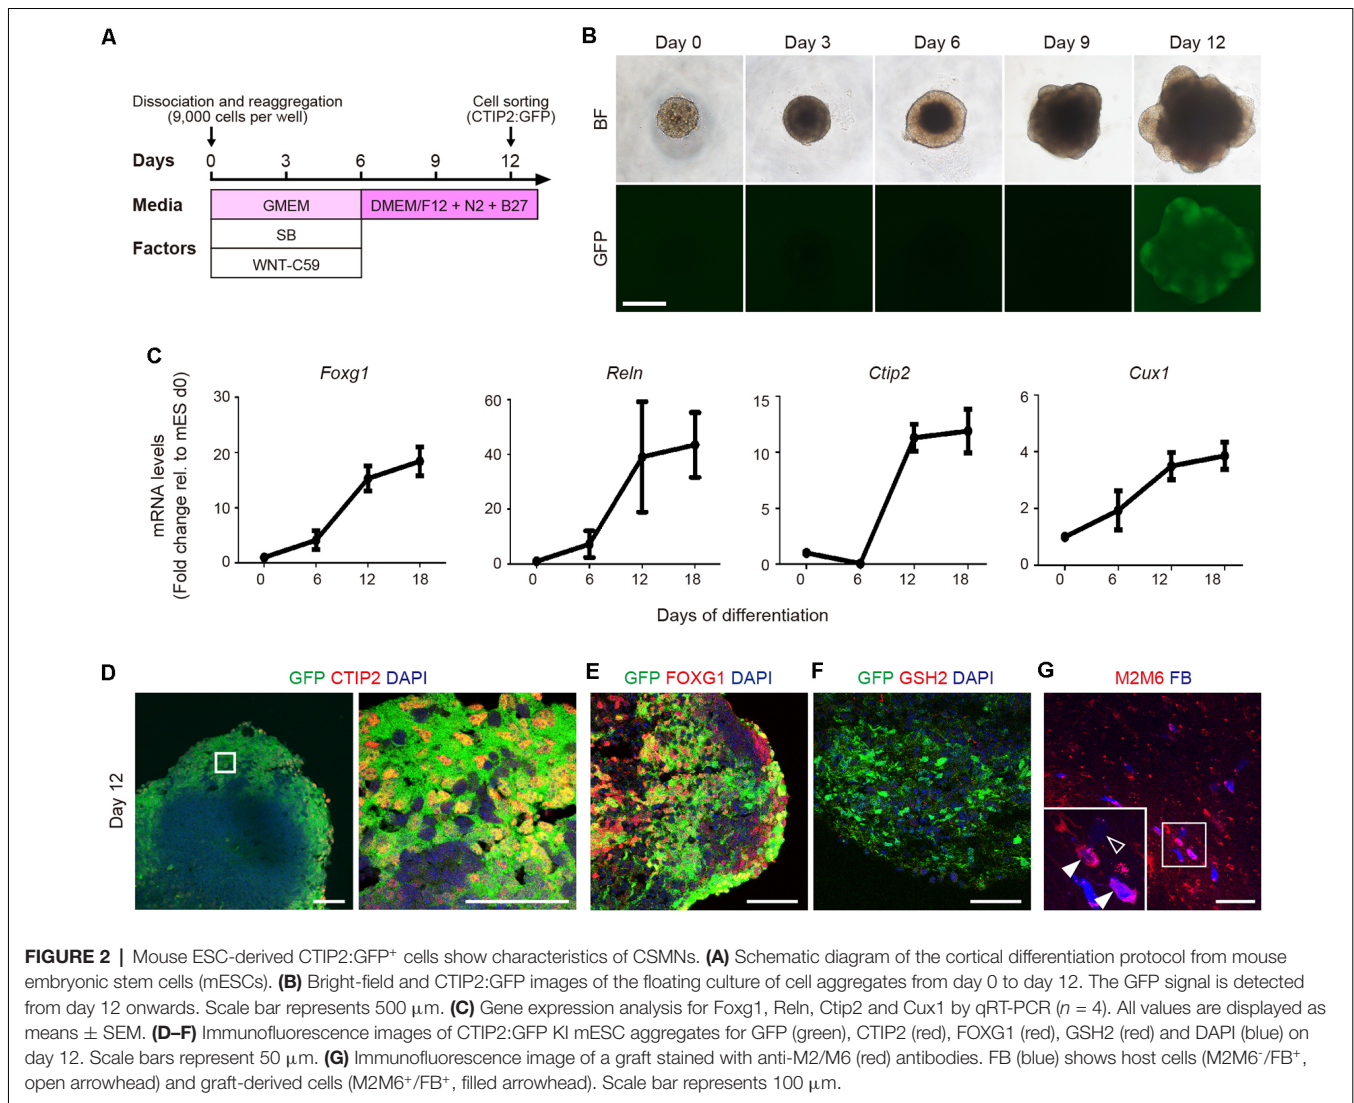 A
Dissociation and reaggregation
(9,000 cells per well)
Cell sorting
(CTIP2:GFP)
Days 0 3 6 9 12
Media GMEM DMEM/F12 + N2 + B27
Factors SB
WNT-C59
B
Day 0 Day 3 Day 6 Day 9 Day 12
BF
GFP
C
mRNA levels
(Fold change rel. to mES d0)
Foxg1
30
20
10
0
0 6 12 18
Reln
60
40
20
0
0 6 12 18
Ctip2
15
10
5
0
0 6 12 18
Cux1
6
4
2
0
0 6 12 18
Days of differentiation
D
GFP CTIP2 DAPI
Day 12
E
GFP FOXG1 DAPI
F
GFP GSH2 DAPI
G
M2M6 FB
FIGURE 2 | Mouse ESC-derived CTIP2:GFP⁺ cells show characteristics of CSMNs. (A) Schematic diagram of the cortical differentiation protocol from mouse
embryonic stem cells (mESCs). (B) Bright-field and CTIP2:GFP images of the floating culture of cell aggregates from day 0 to day 12. The GFP signal is detected
from day 12 onwards. Scale bar represents 500 μm. (C) Gene expression analysis for Foxg1, Reln, Ctip2 and Cux1 by qRT-PCR (n = 4). All values are displayed as
means ± SEM. (D–F) Immunofluorescence images of CTIP2:GFP KI mESC aggregates for GFP (green), CTIP2 (red), FOXG1 (red), GSH2 (red) and DAPI (blue) on
day 12. Scale bars represent 50 μm. (G) Immunofluorescence image of a graft stained with anti-M2/M6 (red) antibodies. FB (blue) shows host cells (M2M6⁻/FB⁺,
open arrowhead) and graft-derived cells (M2M6⁺/FB⁺, filled arrowhead). Scale bar represents 100 μm.